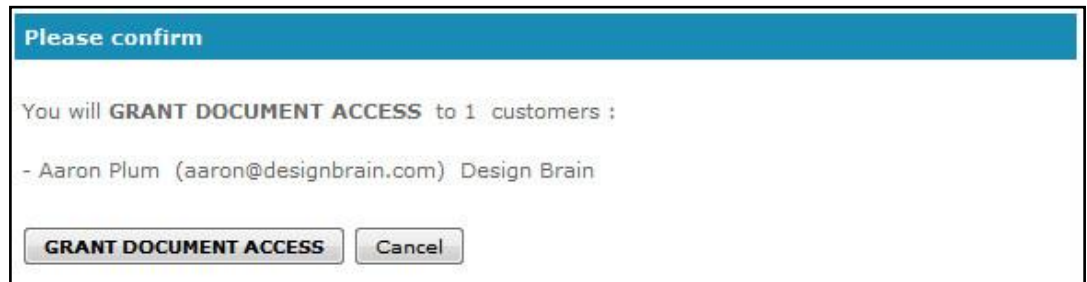 Please confirm
You will GRANT DOCUMENT ACCESS to 1 customers :
- Aaron Plum (aaron@designbrain.com) Design Brain
GRANT DOCUMENT ACCESS Cancel